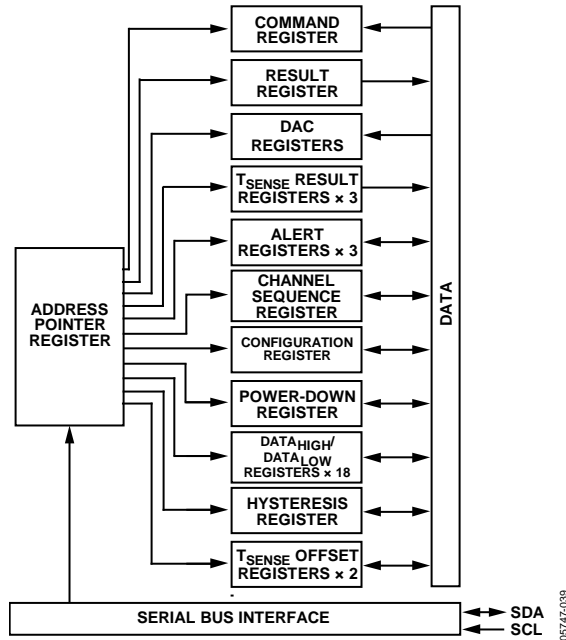 COMMAND
REGISTER
RESULT
REGISTER
DAC
REGISTERS
TSENSE RESULT
REGISTERS × 3
ALERT
REGISTERS × 3
CHANNEL
SEQUENCE
REGISTER
CONFIGURATION
REGISTER
POWER-DOWN
REGISTER
DATAHIGH/
DATALOW
REGISTERS × 18
HYSTERESIS
REGISTER
TSENSE OFFSET
REGISTERS × 2
ADDRESS
POINTER
REGISTER
DATA
SERIAL BUS INTERFACE
SDA
SCL
05747-039